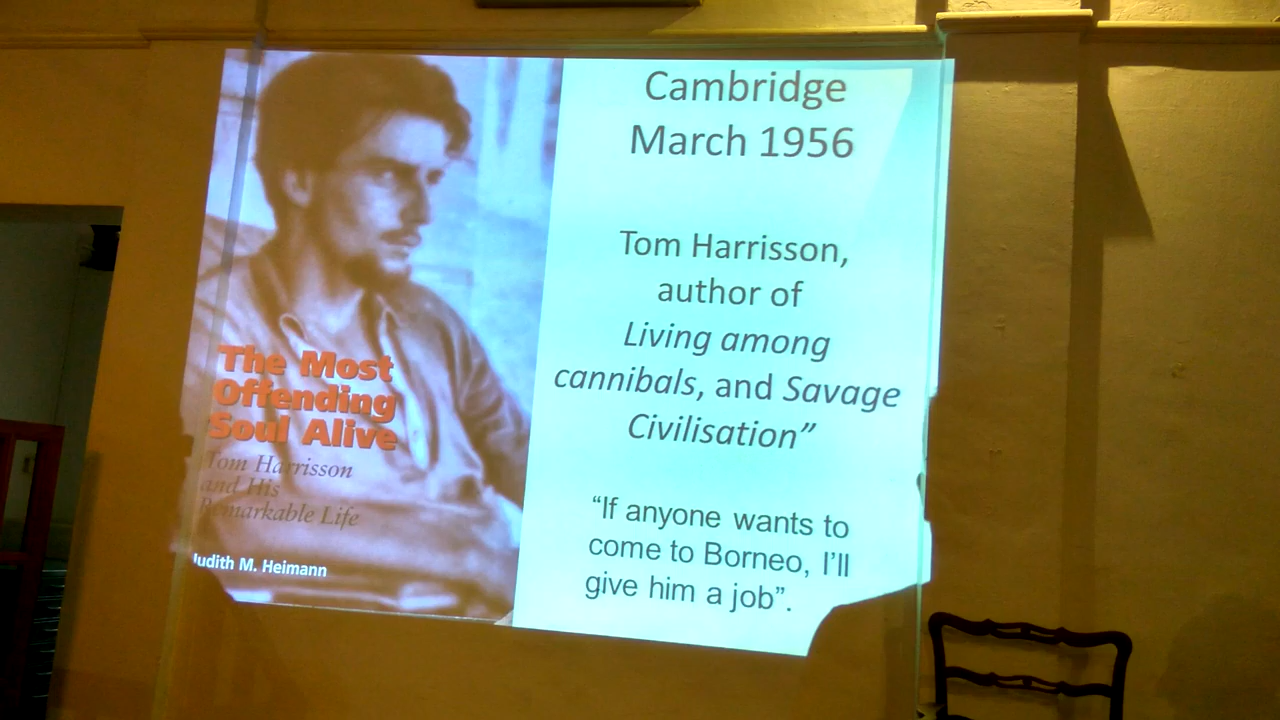 The Most
Offending
Soul Alive
Tom Harrisson
and His
Remarkable Life
Judith M. Heimann
Cambridge
March 1956
Tom Harrisson,
author of
Living among
cannibals, and Savage
Civilisation”
“If anyone wants to
come to Borneo, I’ll
give him a job”.